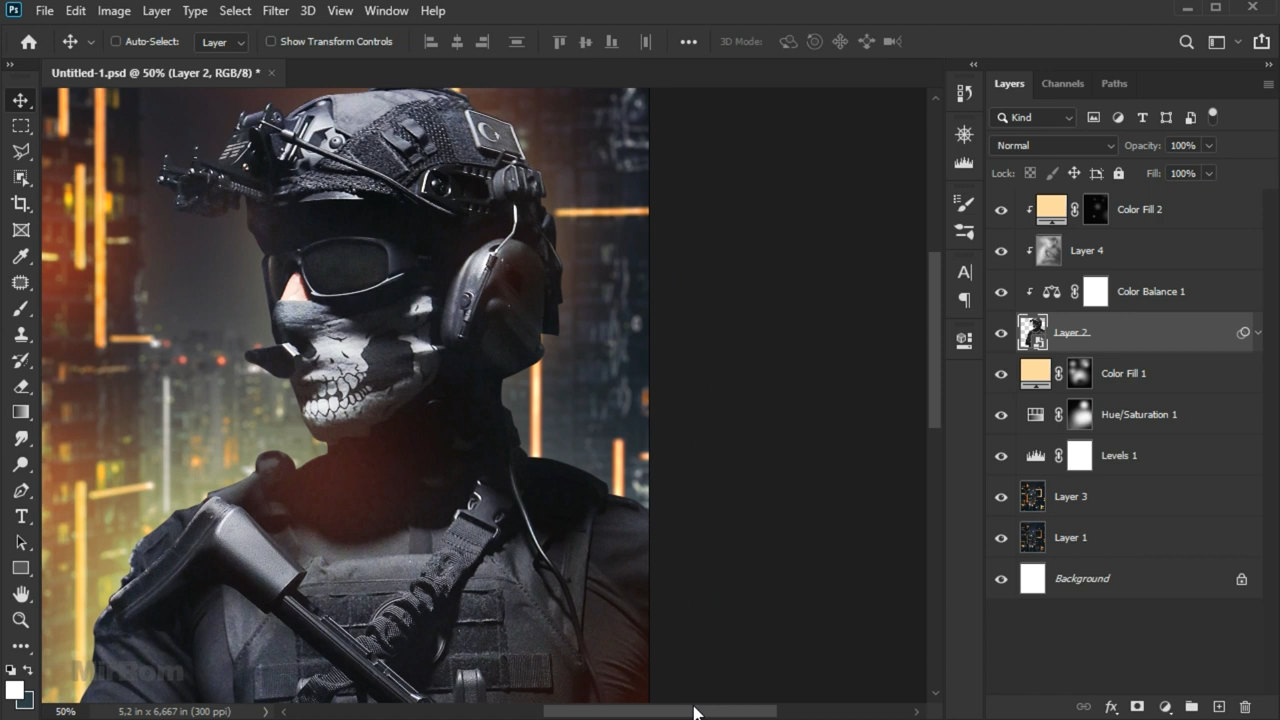 Ps File Edit Image Layer Type Select Filter 3D View Window Help
Auto-Select: Layer Show Transform Controls 3D Mode:
Untitled-1.psd @ 50% (Layer 2, RGB/8) *
Layers Channels Paths
Kind
Normal Opacity: 100%
Lock: Fill: 100%
Color Fill 2
Layer 4
Color Balance 1
Layer 2
Color Fill 1
Hue/Saturation 1
Levels 1
Layer 3
Layer 1
Background
50% 5,2 in x 6,667 in (300 ppi)